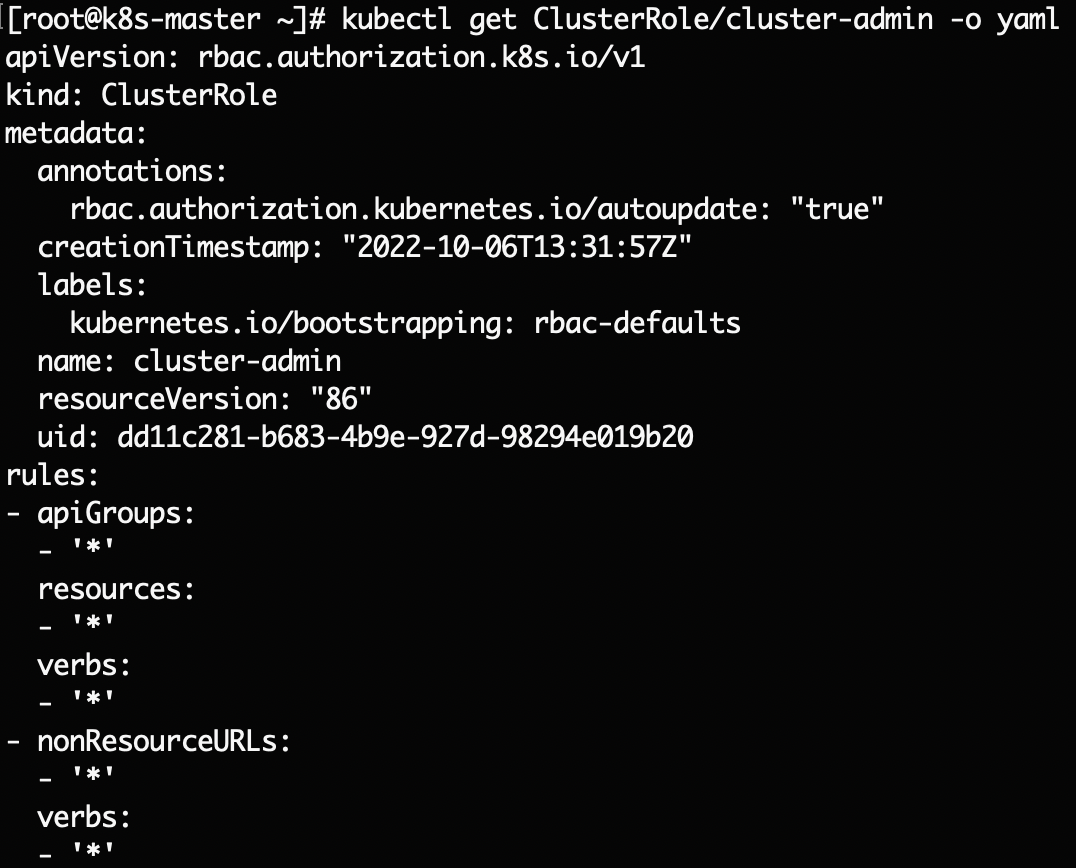 [root@k8s-master ~]# kubectl get ClusterRole/cluster-admin -o yaml
apiVersion: rbac.authorization.k8s.io/v1
kind: ClusterRole
metadata:
  annotations:
    rbac.authorization.kubernetes.io/autoupdate: "true"
  creationTimestamp: "2022-10-06T13:31:57Z"
  labels:
    kubernetes.io/bootstrapping: rbac-defaults
  name: cluster-admin
  resourceVersion: "86"
  uid: dd11c281-b683-4b9e-927d-98294e019b20
rules:
- apiGroups:
  - '*'
  resources:
  - '*'
  verbs:
  - '*'
- nonResourceURLs:
  - '*'
  verbs:
  - '*'